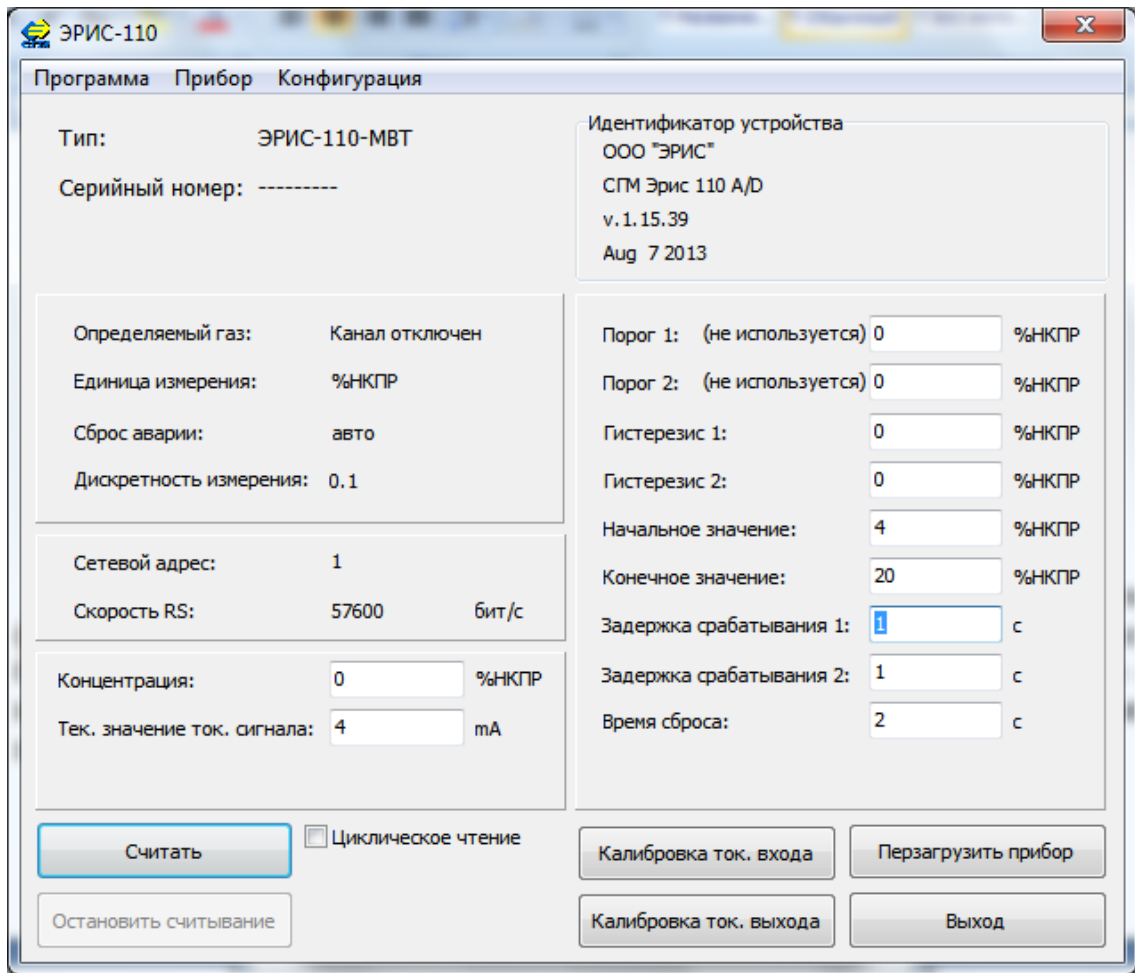 ЭРИС-110
Программа Прибор Конфигурация
Тип: ЭРИС-110-МВТ
Серийный номер: ---------
Идентификатор устройства
ООО "ЭРИС"
СГМ Эрис 110 A/D
v.1.15.39
Aug 7 2013
Определяемый газ: Канал отключен
Единица измерения: %НКПР
Сброс аварии: авто
Дискретность измерения: 0.1
Сетевой адрес: 1
Скорость RS: 57600 бит/с
Концентрация: 0 %НКПР
Тек. значение ток. сигнала: 4 mA
Порог 1: (не используется) 0 %НКПР
Порог 2: (не используется) 0 %НКПР
Гистерезис 1: 0 %НКПР
Гистерезис 2: 0 %НКПР
Начальное значение: 4 %НКПР
Конечное значение: 20 %НКПР
Задержка срабатывания 1: 1 с
Задержка срабатывания 2: 1 с
Время сброса: 2 с
Считать
Циклическое чтение
Остановить считывание
Калибровка ток. входа
Перзагрузить прибор
Калибровка ток. выхода
Выход